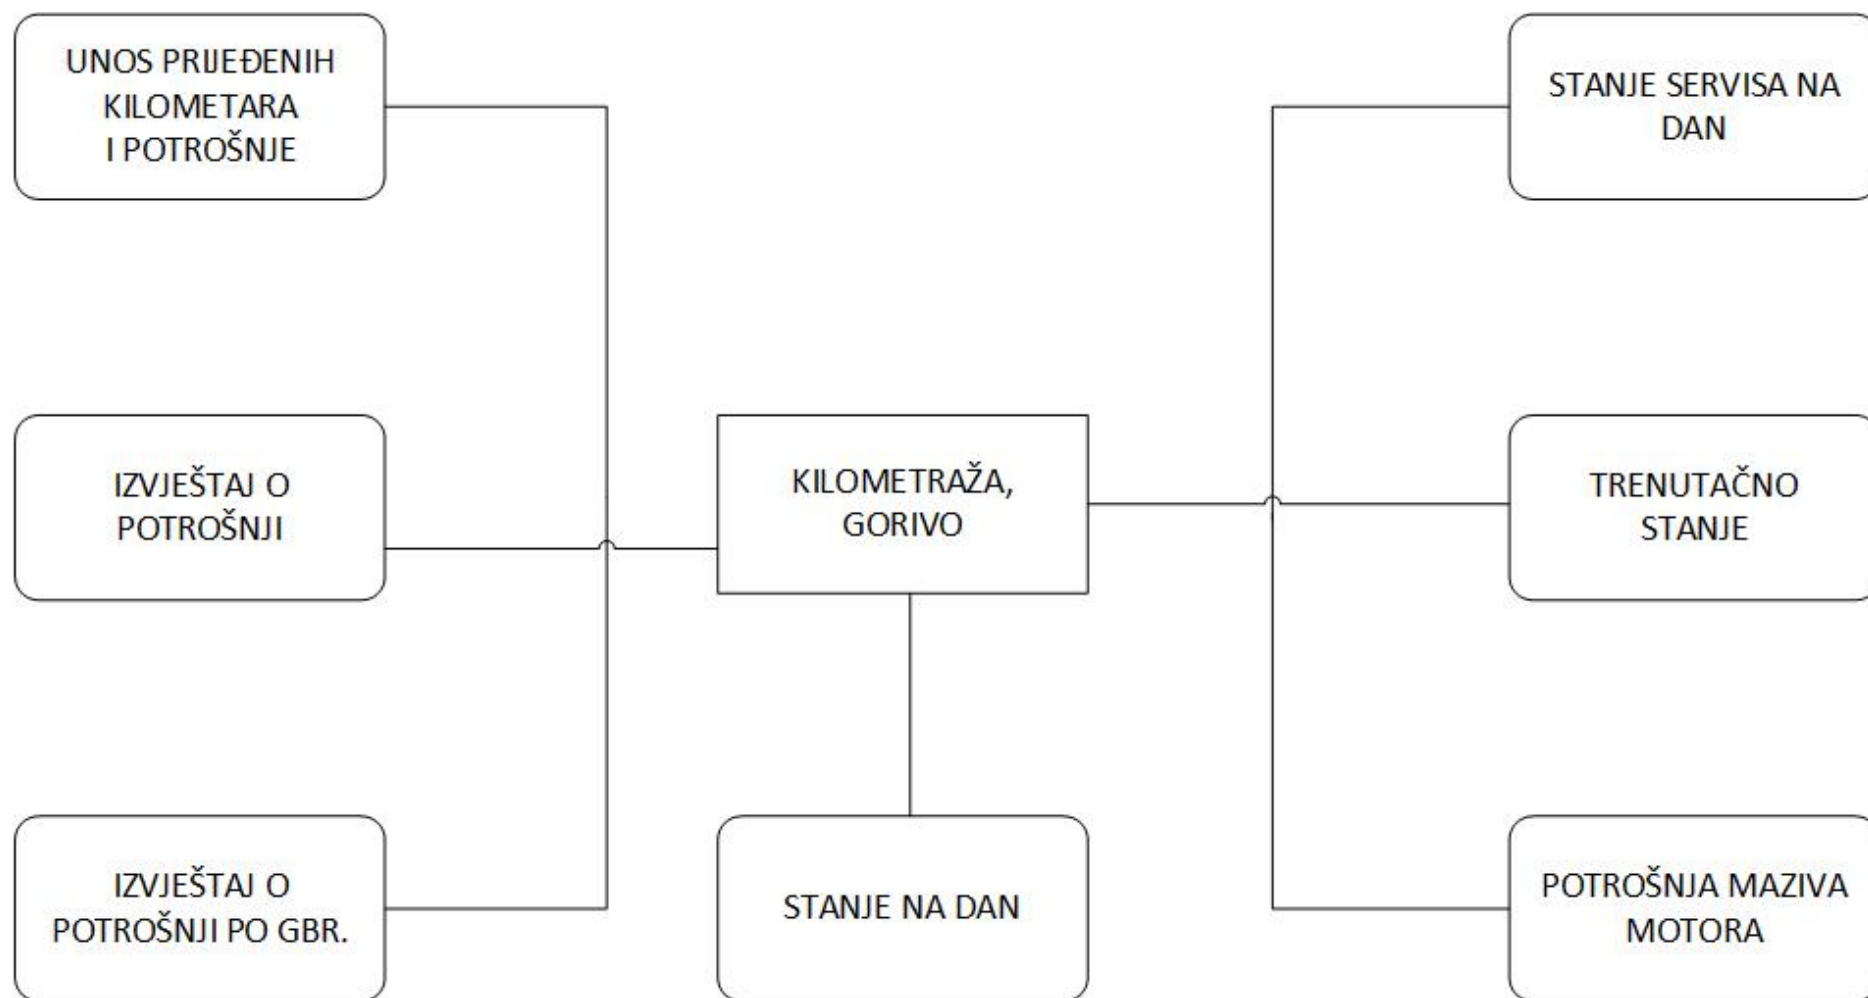 UNOS PRIJEĐENIH
KILOMETARA
I POTROŠNJE
STANJE SERVISA NA
DAN
IZVJEŠTAJ O
POTROŠNJI
KILOMETRAŽA,
GORIVO
TRENUTAČNO
STANJE
IZVJEŠTAJ O
POTROŠNJI PO GBR.
STANJE NA DAN
POTROŠNJA MAZIVA
MOTORA